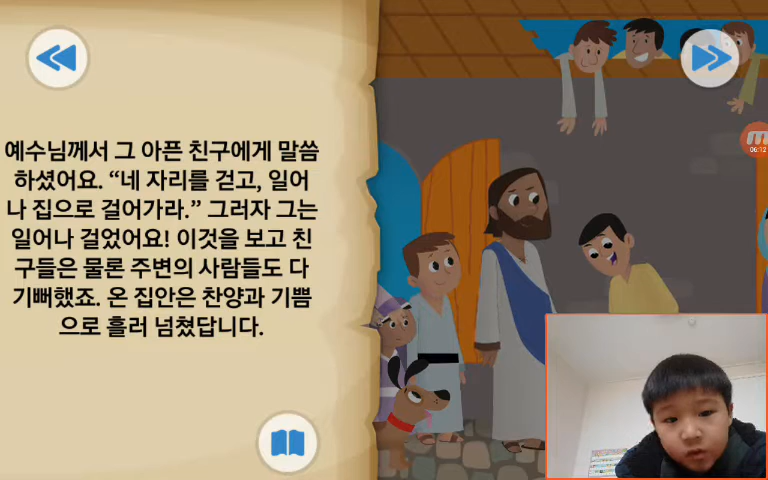 예수님께서 그 아픈 친구에게 말씀
하셨어요. “네 자리를 걷고, 일어
나 집으로 걸어가라.” 그러자 그는
일어나 걸었어요! 이것을 보고 친
구들은 물론 주변의 사람들도 다
기뻐했죠. 온 집안은 찬양과 기쁨
으로 흘러 넘쳤답니다.
06:12